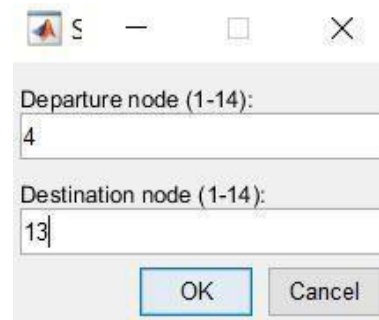 S
Departure node (1-14):
4
Destination node (1-14):
13
OK
Cancel